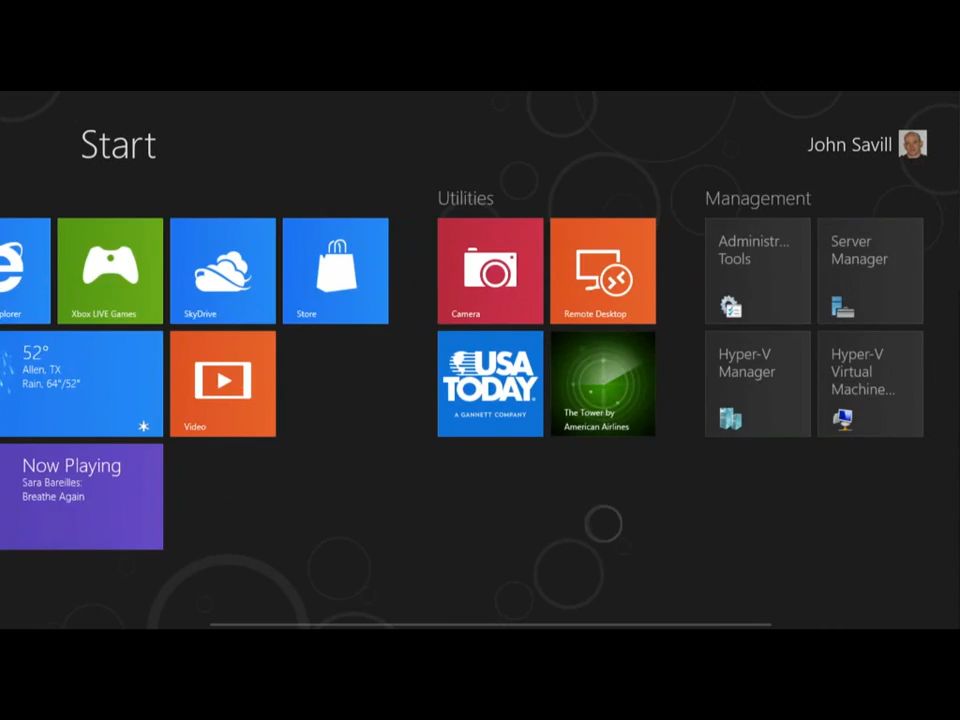 Start
John Savill
Utilities
Management
plorer
Xbox LIVE Games
SkyDrive
Store
Camera
Remote Desktop
Administr...
Tools
Server
Manager
52°
Allen, TX
Rain, 64°/52°
Video
USA
TODAY
A GANNETT COMPANY
The Tower by
American Airlines
Hyper-V
Manager
Hyper-V
Virtual
Machine...
Now Playing
Sara Bareilles:
Breathe Again